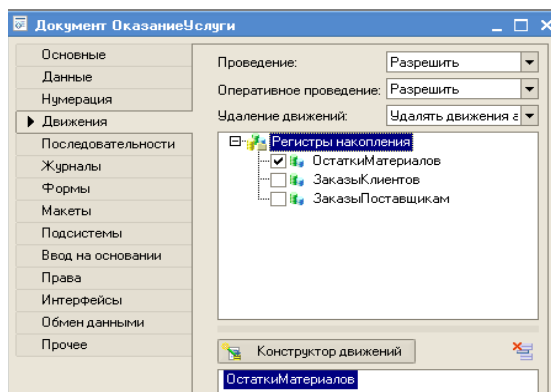 Документ ОказаниеУслуги
Основные
Данные
Нумерация
Движения
Последовательности
Журналы
Формы
Макеты
Подсистемы
Ввод на основании
Права
Интерфейсы
Обмен данными
Прочее
Проведение: Разрешить
Оперативное проведение: Разрешить
Удаление движений: Удалять движения а
Регистры накопления
ОстаткиМатериалов
ЗаказыКлиентов
ЗаказыПоставщикам
Конструктор движений
ОстаткиМатериалов